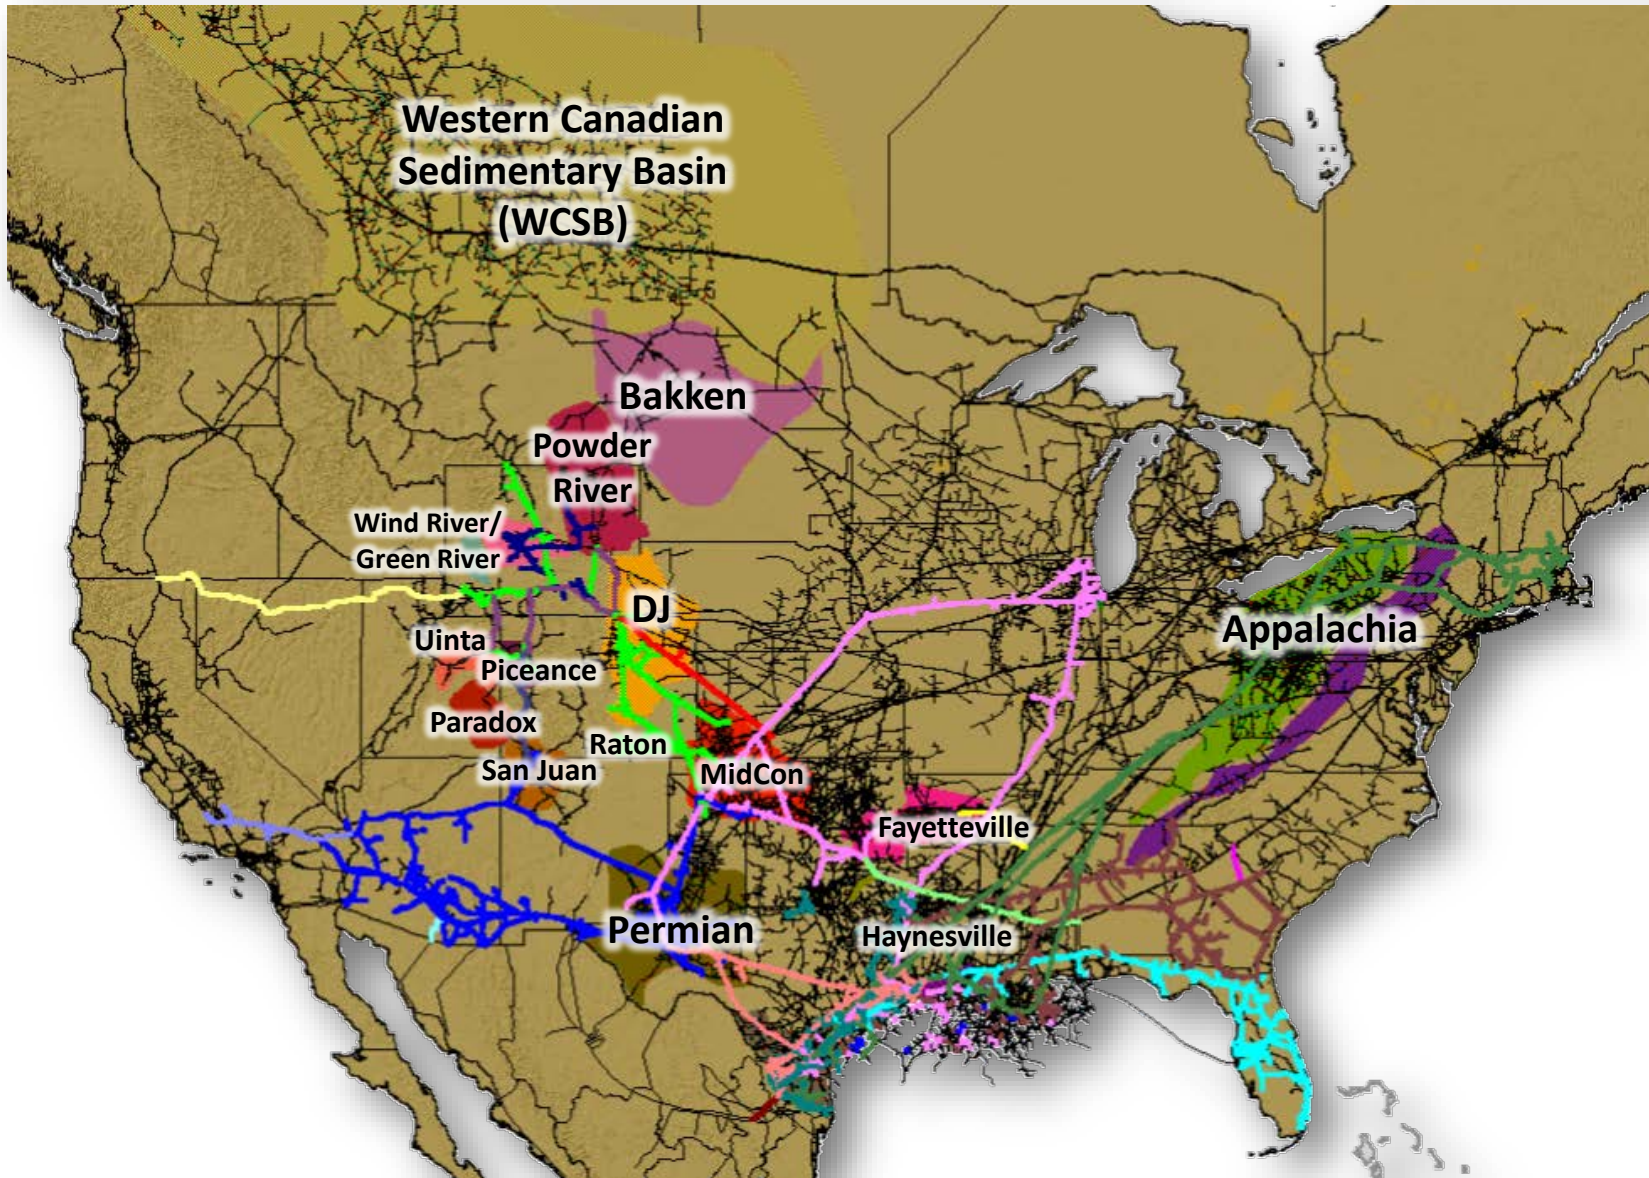 Western Canadian
Sedimentary Basin
(WCSB)
Bakken
Powder
River
Wind River/
Green River
DJ
Appalachia
Uinta
Piceance
Paradox
Raton
San Juan
MidCon
Fayetteville
Permian
Haynesville